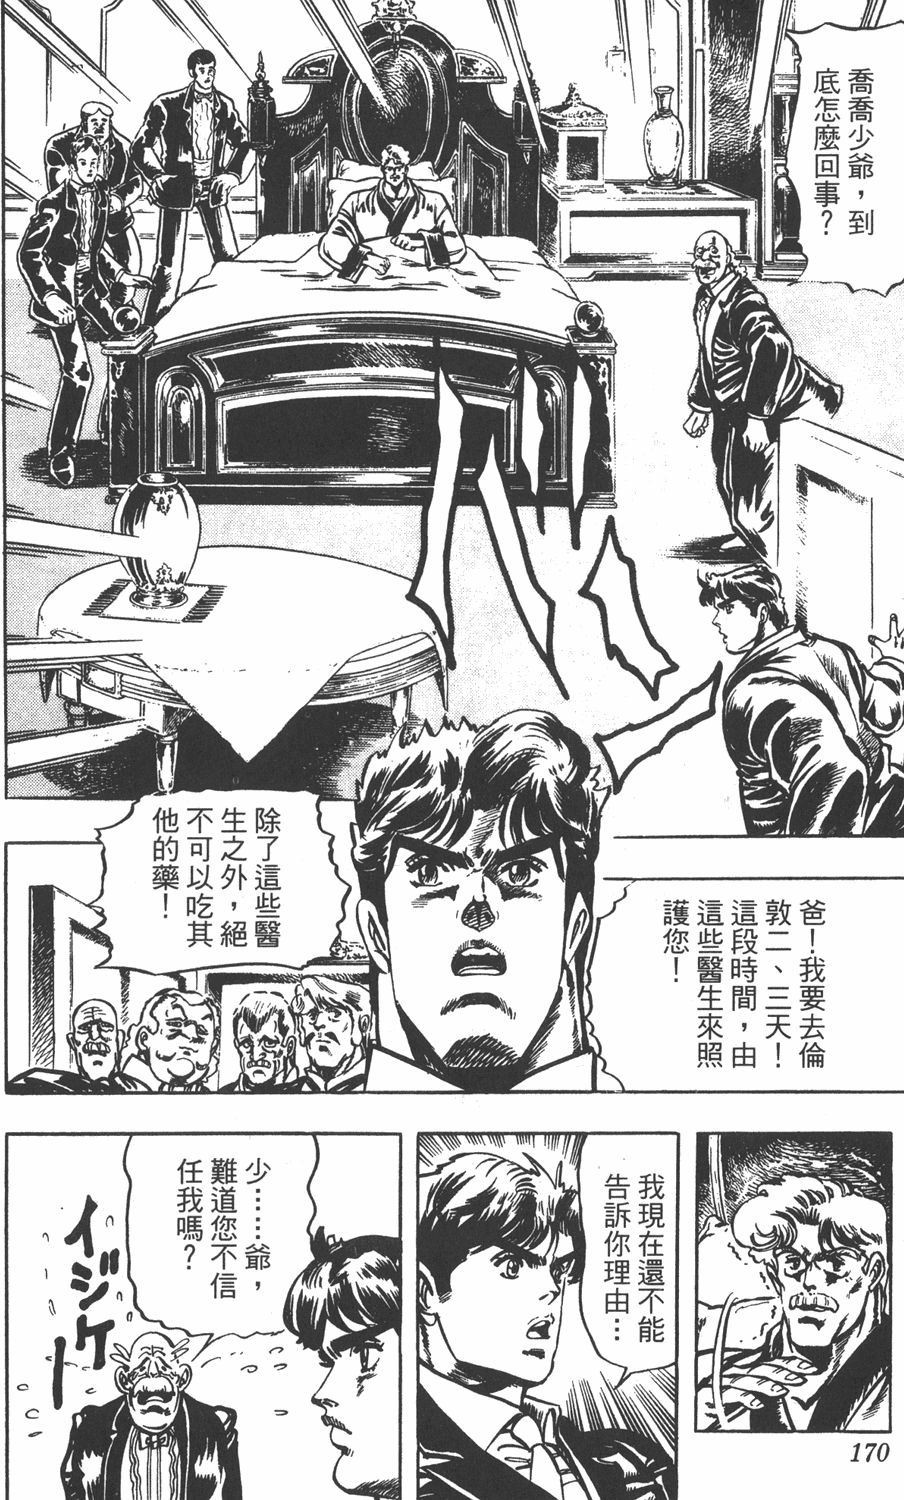 喬喬少爺，到
底怎麼回事？
爸！我要去倫
敦二、三天！
這段時間，由
這些醫生來照
護您！
除了這些醫
生之外，絕
不可以吃其
他的藥！
我現在還不能
告訴你理由…
少……爺，
難道您不信
任我嗎？
イジケー
170